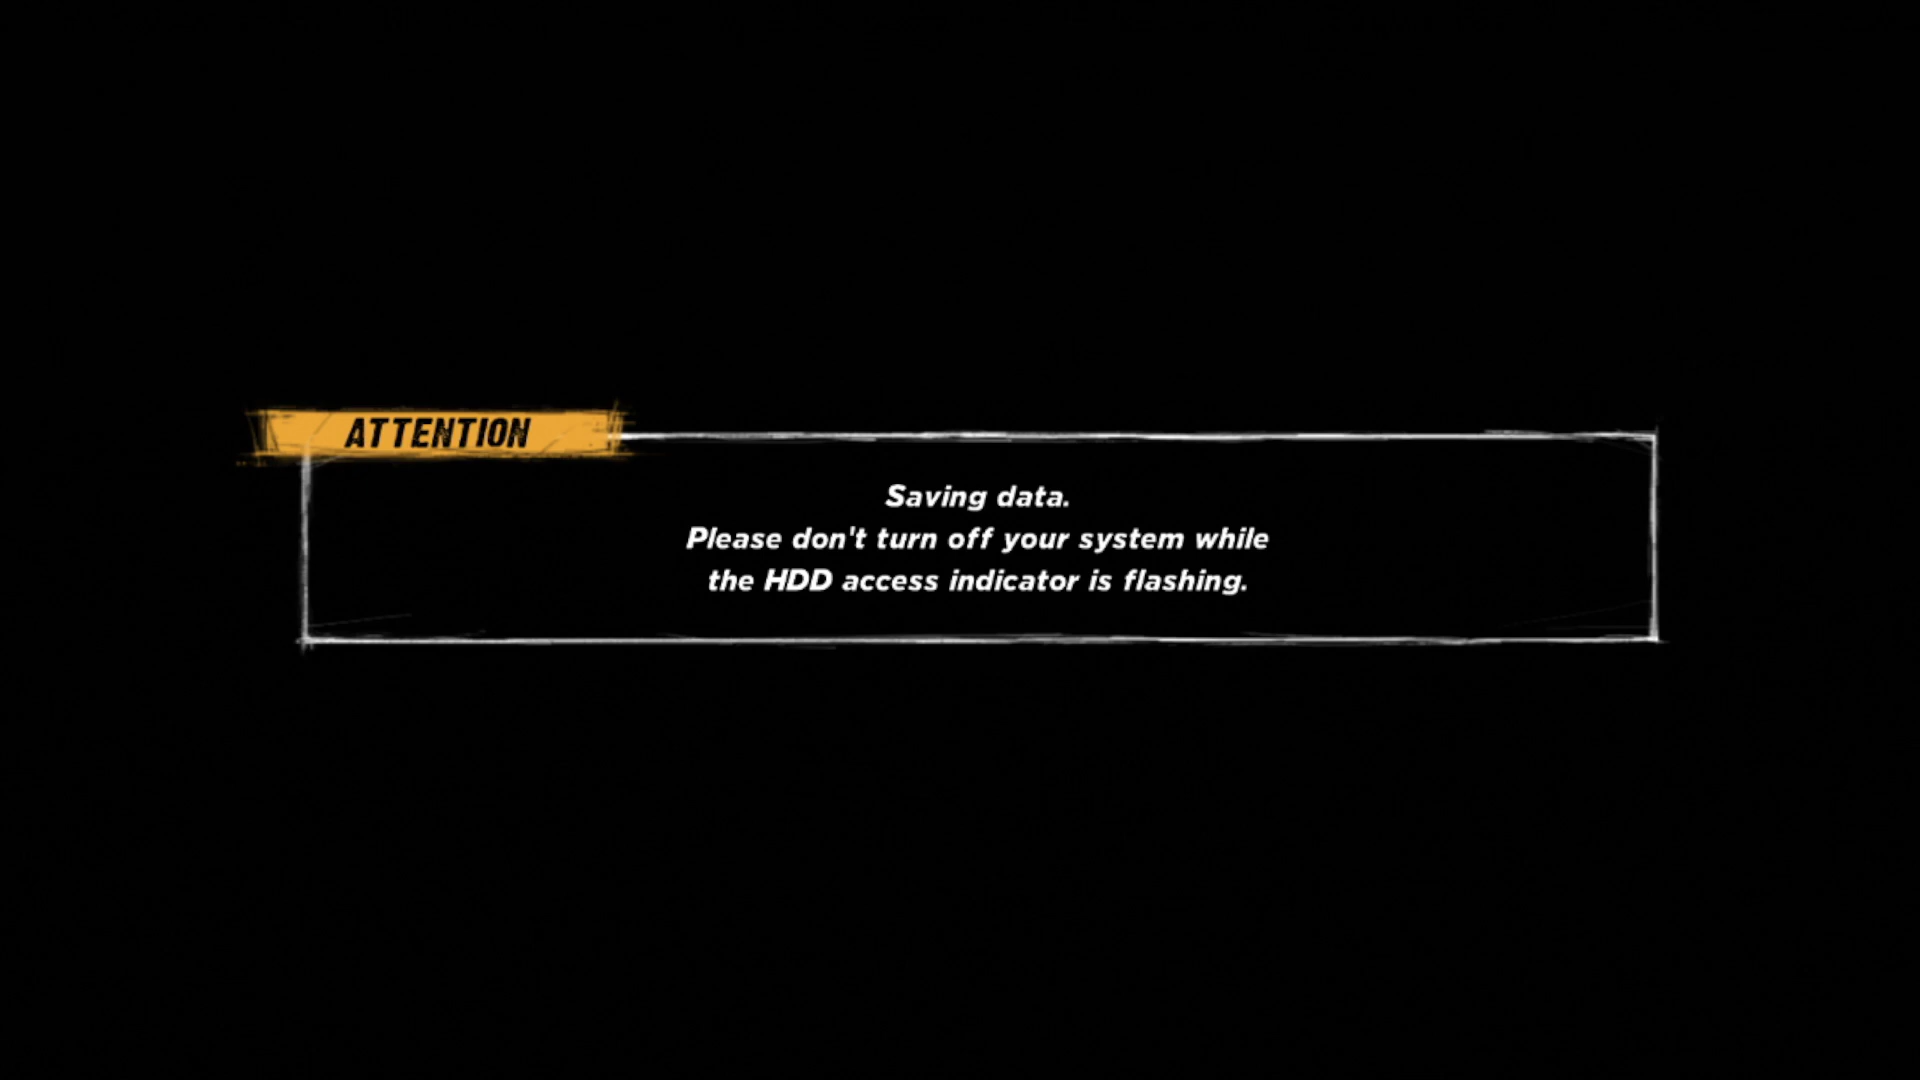 ATTENTION
Saving data.
Please don't turn off your system while
the HDD access indicator is flashing.